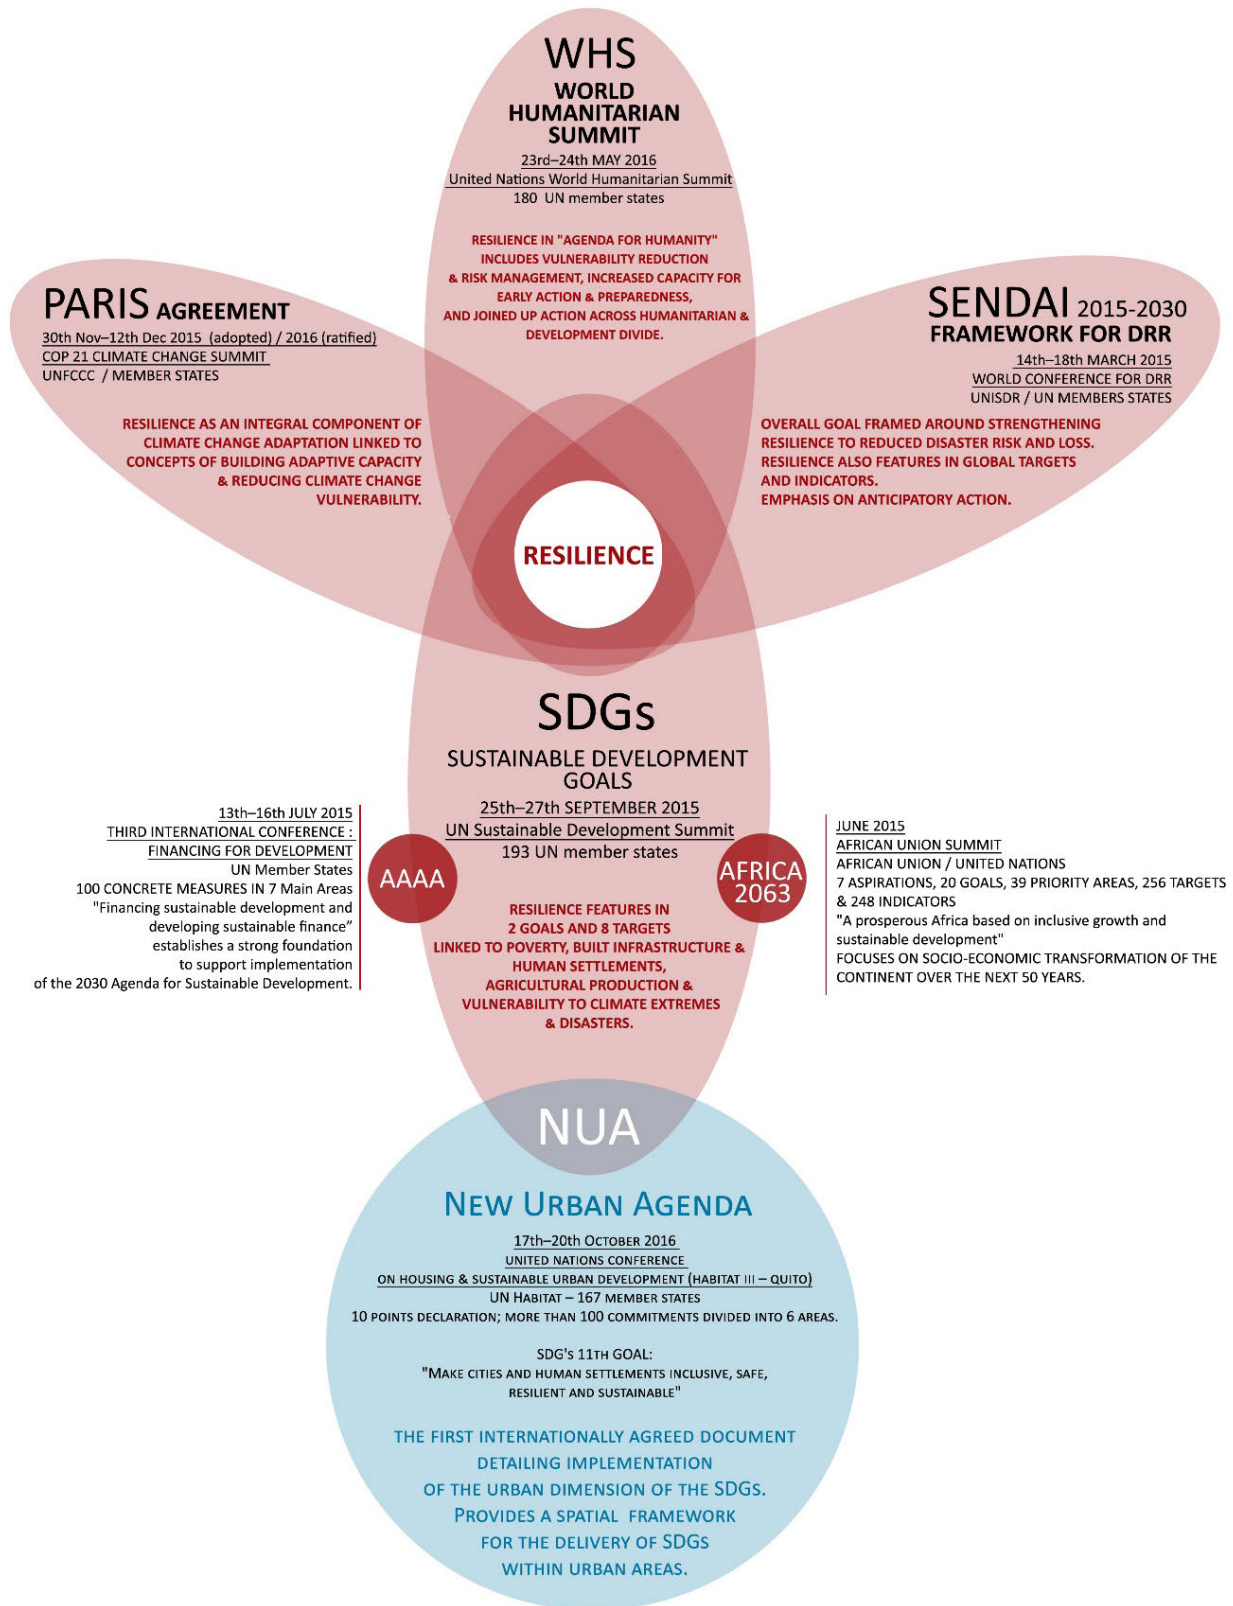 WHS
WORLD
HUMANITARIAN
SUMMIT
23rd–24th MAY 2016
United Nations World Humanitarian Summit
180 UN member states
RESILIENCE IN "AGENDA FOR HUMANITY"
INCLUDES VULNERABILITY REDUCTION
& RISK MANAGEMENT, INCREASED CAPACITY FOR
EARLY ACTION & PREPAREDNESS,
AND JOINED UP ACTION ACROSS HUMANITARIAN &
DEVELOPMENT DIVIDE.
PARIS AGREEMENT
30th Nov–12th Dec 2015 (adopted) / 2016 (ratified)
COP 21 CLIMATE CHANGE SUMMIT
UNFCCC / MEMBER STATES
RESILIENCE AS AN INTEGRAL COMPONENT OF
CLIMATE CHANGE ADAPTATION LINKED TO
CONCEPTS OF BUILDING ADAPTIVE CAPACITY
& REDUCING CLIMATE CHANGE
VULNERABILITY.
SENDAI 2015-2030
FRAMEWORK FOR DRR
14th–18th MARCH 2015
WORLD CONFERENCE FOR DRR
UNISDR / UN MEMBERS STATES
OVERALL GOAL FRAMED AROUND STRENGTHENING
RESILIENCE TO REDUCED DISASTER RISK AND LOSS.
RESILIENCE ALSO FEATURES IN GLOBAL TARGETS
AND INDICATORS.
EMPHASIS ON ANTICIPATORY ACTION.
RESILIENCE
SDGs
SUSTAINABLE DEVELOPMENT
GOALS
25th–27th SEPTEMBER 2015
UN Sustainable Development Summit
193 UN member states
RESILIENCE FEATURES IN
2 GOALS AND 8 TARGETS
LINKED TO POVERTY, BUILT INFRASTRUCTURE &
HUMAN SETTLEMENTS,
AGRICULTURAL PRODUCTION &
VULNERABILITY TO CLIMATE EXTREMES
& DISASTERS.
13th–16th JULY 2015
THIRD INTERNATIONAL CONFERENCE :
FINANCING FOR DEVELOPMENT
UN Member States
100 CONCRETE MEASURES IN 7 Main Areas
"Financing sustainable development and
developing sustainable finance”
establishes a strong foundation
to support implementation
of the 2030 Agenda for Sustainable Development.
AAAA
AFRICA
2063
JUNE 2015
AFRICAN UNION SUMMIT
AFRICAN UNION / UNITED NATIONS
7 ASPIRATIONS, 20 GOALS, 39 PRIORITY AREAS, 256 TARGETS
& 248 INDICATORS
"A prosperous Africa based on inclusive growth and
sustainable development"
FOCUSES ON SOCIO-ECONOMIC TRANSFORMATION OF THE
CONTINENT OVER THE NEXT 50 YEARS.
NUA
NEW URBAN AGENDA
17th–20th OCTOBER 2016
UNITED NATIONS CONFERENCE
ON HOUSING & SUSTAINABLE URBAN DEVELOPMENT (HABITAT III – QUITO)
UN HABITAT – 167 MEMBER STATES
10 POINTS DECLARATION; MORE THAN 100 COMMITMENTS DIVIDED INTO 6 AREAS.
SDG's 11TH GOAL:
"MAKE CITIES AND HUMAN SETTLEMENTS INCLUSIVE, SAFE,
RESILIENT AND SUSTAINABLE"
THE FIRST INTERNATIONALLY AGREED DOCUMENT
DETAILING IMPLEMENTATION
OF THE URBAN DIMENSION OF THE SDGs.
PROVIDES A SPATIAL FRAMEWORK
FOR THE DELIVERY OF SDGs
WITHIN URBAN AREAS.